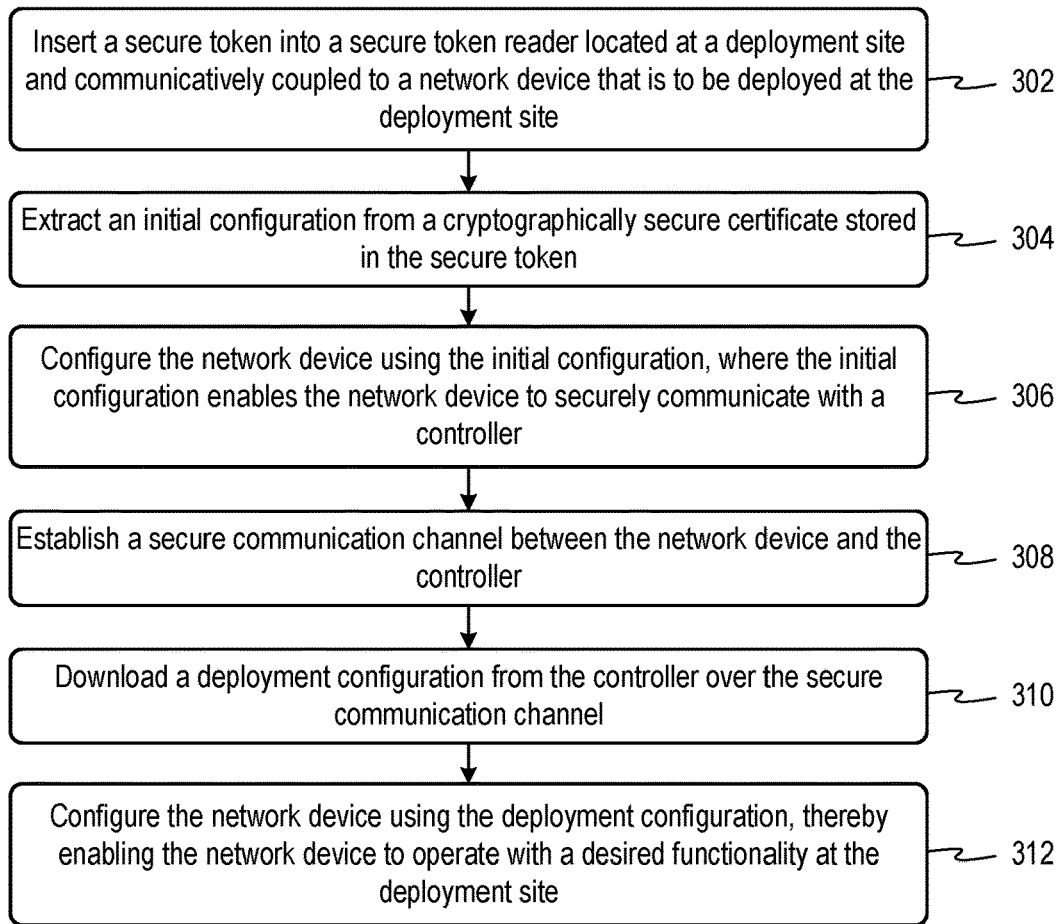 Insert a secure token into a secure token reader located at a deployment site
and communicatively coupled to a network device that is to be deployed at the
deployment site
302
Extract an initial configuration from a cryptographically secure certificate stored
in the secure token
304
Configure the network device using the initial configuration, where the initial
configuration enables the network device to securely communicate with a
controller
306
Establish a secure communication channel between the network device and the
controller
308
Download a deployment configuration from the controller over the secure
communication channel
310
Configure the network device using the deployment configuration, thereby
enabling the network device to operate with a desired functionality at the
deployment site
312